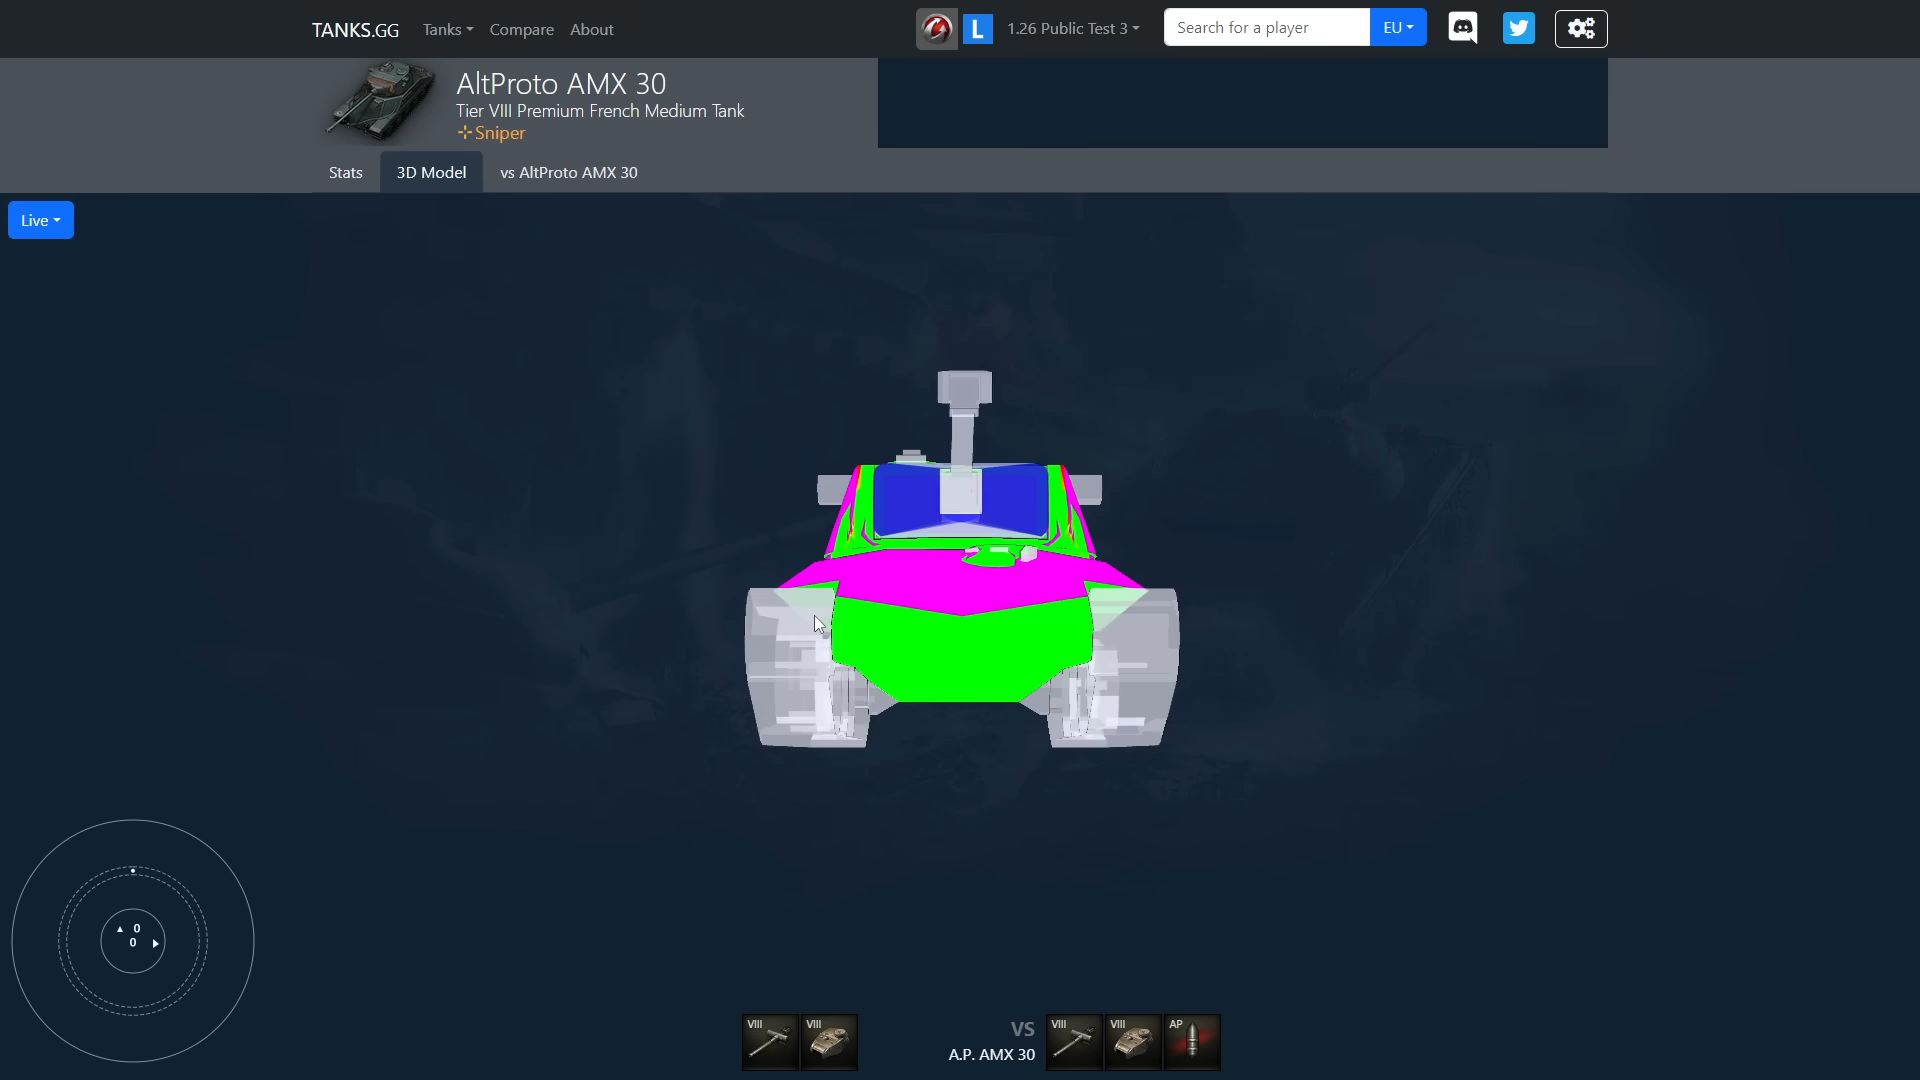 TANKS.GG Tanks Compare About L 1.26 Public Test 3 Search for a player EU
AltProto AMX 30
Tier VIII Premium French Medium Tank
Sniper
Stats 3D Model vs AltProto AMX 30
Live
0
0
VIII VIII VS VIII VIII AP
A.P. AMX 30